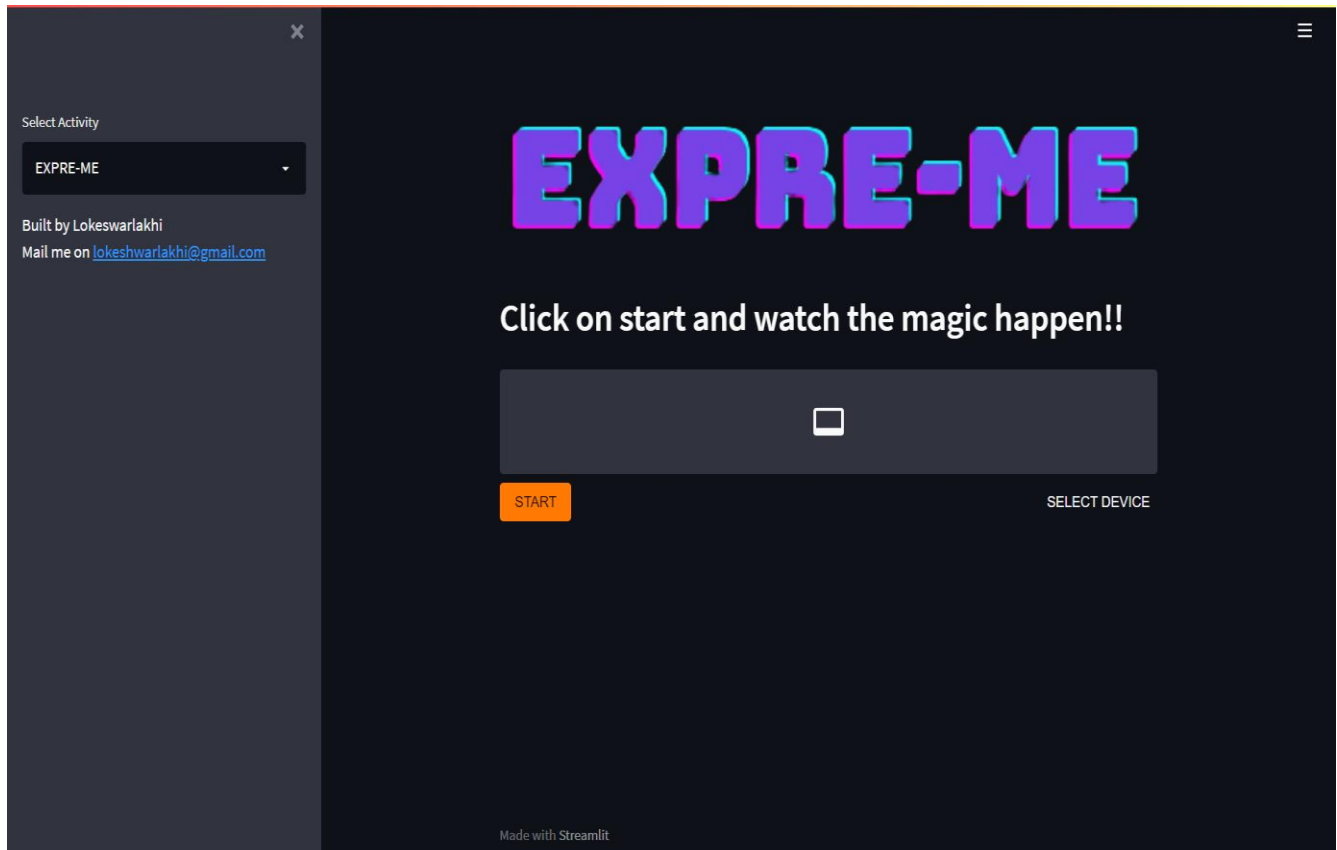 Select Activity
EXPRE-ME
Built by Lokeswarlakhi
Mail me on lokeshwarlakhi@gmail.com
EXPRE-ME
Click on start and watch the magic happen!!
START
SELECT DEVICE
Made with Streamlit